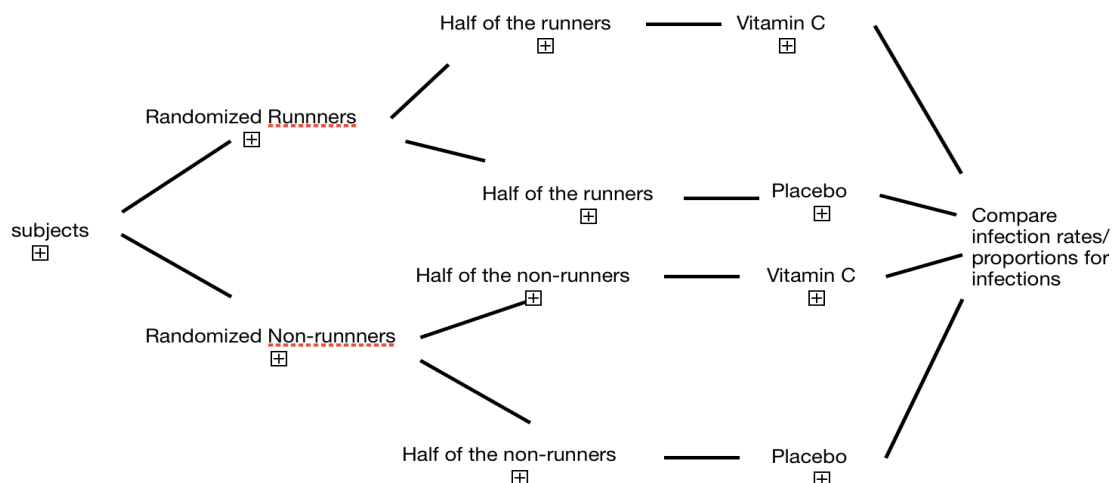 Half of the runners
Vitamin C
Randomized Runnners
Half of the runners
Placebo
subjects
Compare
infection rates/
proportions for
infections
Half of the non-runners
Vitamin C
Randomized Non-runnners
Half of the non-runners
Placebo